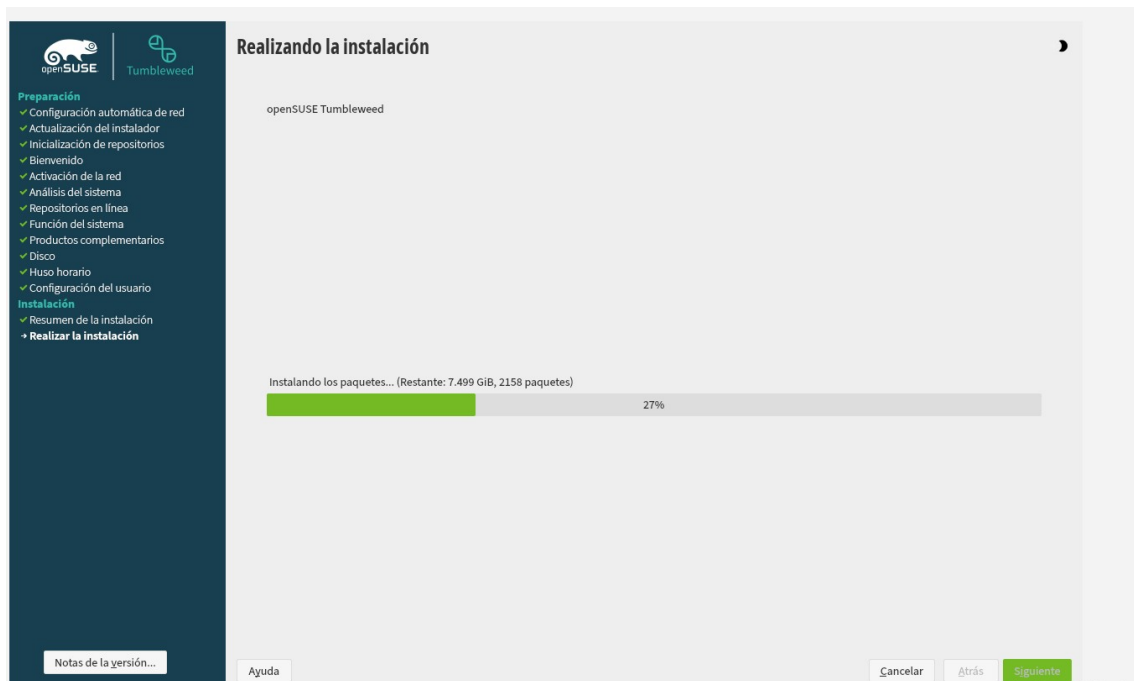 openSUSE
Tumbleweed
Preparación
Configuración automática de red
Actualización del instalador
Inicialización de repositorios
Bienvenido
Activación de la red
Análisis del sistema
Repositorios en línea
Función del sistema
Productos complementarios
Disco
Huso horario
Configuración del usuario
Instalación
Resumen de la instalación
Realizar la instalación
Notas de la versión...
Realizando la instalación
openSUSE Tumbleweed
Instalando los paquetes... (Restante: 7.499 GiB, 2158 paquetes)
27%
Ayuda
Cancelar
Atrás
Siguiente